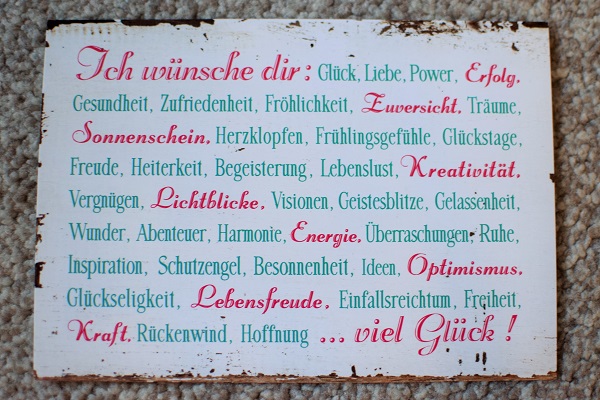 Ich wünsche dir: Glück, Liebe, Power, Erfolg,
Gesundheit, Zufriedenheit, Fröhlichkeit, Zuversicht, Träume,
Sonnenschein, Herzklopfen, Frühlingsgefühle, Glückstage,
Freude, Heiterkeit, Begeisterung, Lebenslust, Kreativität,
Vergnügen, Lichtblicke, Visionen, Geistesblitze, Gelassenheit,
Wunder, Abenteuer, Harmonie, Energie, Überraschungen, Ruhe,
Inspiration, Schutzengel, Besonnenheit, Ideen, Optimismus,
Glückseligkeit, Lebensfreude, Einfallsreichtum, Freiheit,
Kraft, Rückenwind, Hoffnung ... viel Glück !